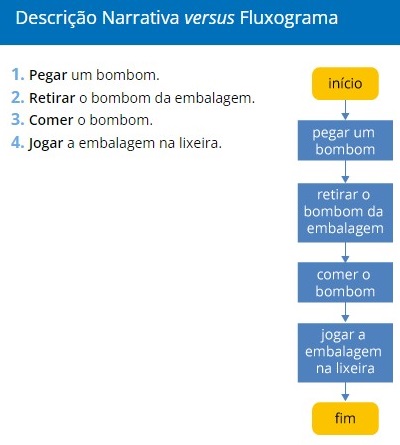 Descrição Narrativa versus Fluxograma
1. Pegar um bombom.
2. Retirar o bombom da embalagem.
3. Comer o bombom.
4. Jogar a embalagem na lixeira.
início
pegar um
bombom
retirar o
bombom da
embalagem
comer o
bombom
jogar a
embalagem
na lixeira
fim